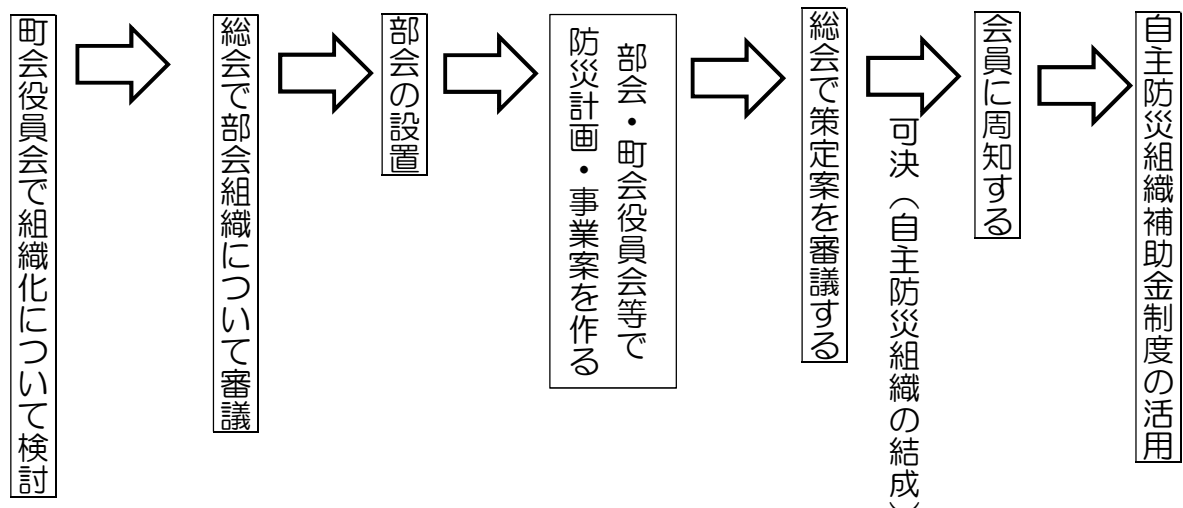 町会役員会で組織化について検討
総会で部会組織について審議
部会の設置
部会・町会役員会等で
防災計画・事業案を作る
総会で策定案を審議する
可決（自主防災組織の結成）
会員に周知する
自主防災組織補助金制度の活用